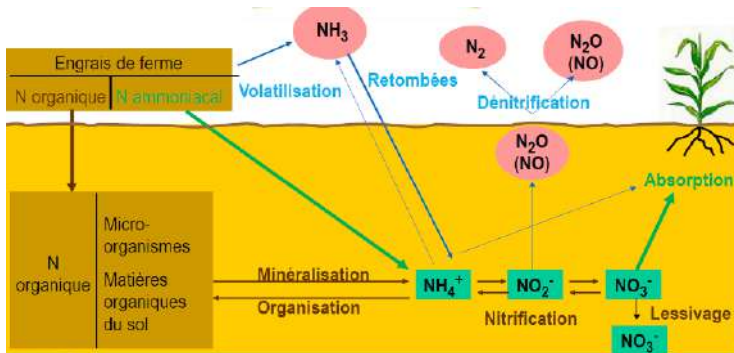 Engrais de ferme
N organique
N ammoniacal
NH₃
Volatilisation
Retombées
N₂
N₂O
(NO)
Dénitrification
N₂O
(NO)
Absorption
N
organique
Micro-
organismes
Matières
organiques
du sol
Minéralisation
Organisation
NH₄⁺
NO₂⁻
NO₃⁻
Nitrification
Lessivage
NO₃⁻